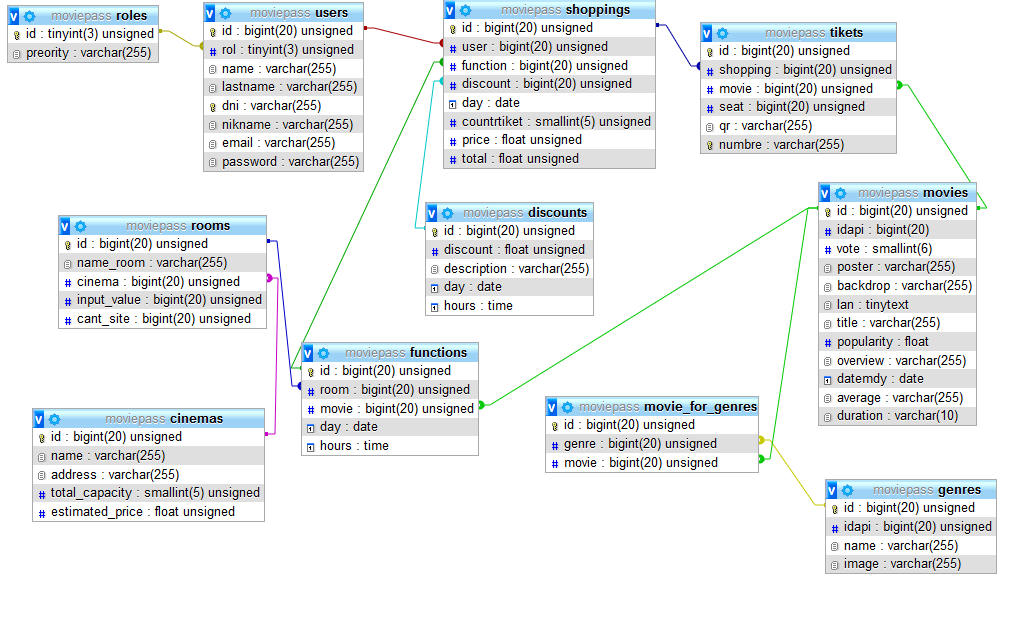 moviepass roles
id : tinyint(3) unsigned
preority : varchar(255)
moviepass users
id : bigint(20) unsigned
rol : tinyint(3) unsigned
name : varchar(255)
lastname : varchar(255)
dni : varchar(255)
nikname : varchar(255)
email : varchar(255)
password : varchar(255)
moviepass shoppings
id : bigint(20) unsigned
user : bigint(20) unsigned
function : bigint(20) unsigned
discount : bigint(20) unsigned
day : date
countrtiket : smallint(5) unsigned
price : float unsigned
total : float unsigned
moviepass tikets
id : bigint(20) unsigned
shopping : bigint(20) unsigned
movie : bigint(20) unsigned
seat : bigint(20) unsigned
qr : varchar(255)
numbre : varchar(255)
moviepass movies
id : bigint(20) unsigned
idapi : bigint(20)
vote : smallint(6)
poster : varchar(255)
backdrop : varchar(255)
lan : tinytext
title : varchar(255)
popularity : float
overview : varchar(255)
datemdy : date
average : varchar(255)
duration : varchar(10)
moviepass rooms
id : bigint(20) unsigned
name_room : varchar(255)
cinema : bigint(20) unsigned
input_value : bigint(20) unsigned
cant_site : bigint(20) unsigned
moviepass discounts
id : bigint(20) unsigned
discount : float unsigned
description : varchar(255)
day : date
hours : time
moviepass functions
id : bigint(20) unsigned
room : bigint(20) unsigned
movie : bigint(20) unsigned
day : date
hours : time
moviepass cinemas
id : bigint(20) unsigned
name : varchar(255)
address : varchar(255)
total_capacity : smallint(5) unsigned
estimated_price : float unsigned
moviepass movie_for_genres
id : bigint(20) unsigned
genre : bigint(20) unsigned
movie : bigint(20) unsigned
moviepass genres
id : bigint(20) unsigned
idapi : bigint(20) unsigned
name : varchar(255)
image : varchar(255)